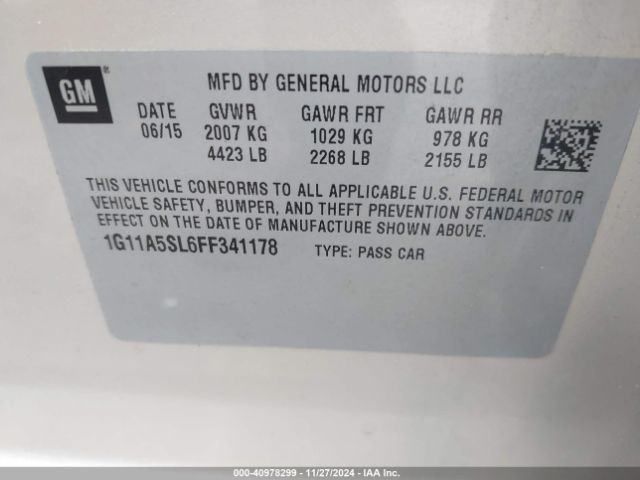 GM
MFD BY GENERAL MOTORS LLC
DATE GVWR GAWR FRT GAWR RR
06/15 2007 KG 1029 KG 978 KG
4423 LB 2268 LB 2155 LB
THIS VEHICLE CONFORMS TO ALL APPLICABLE U.S. FEDERAL MOTOR
VEHICLE SAFETY, BUMPER, AND THEFT PREVENTION STANDARDS IN
EFFECT ON THE DATE OF MANUFACTURE SHOWN ABOVE.
1G11A5SL6FF341178 TYPE: PASS CAR
000-40978299 - 11/27/2024 - IAA Inc.